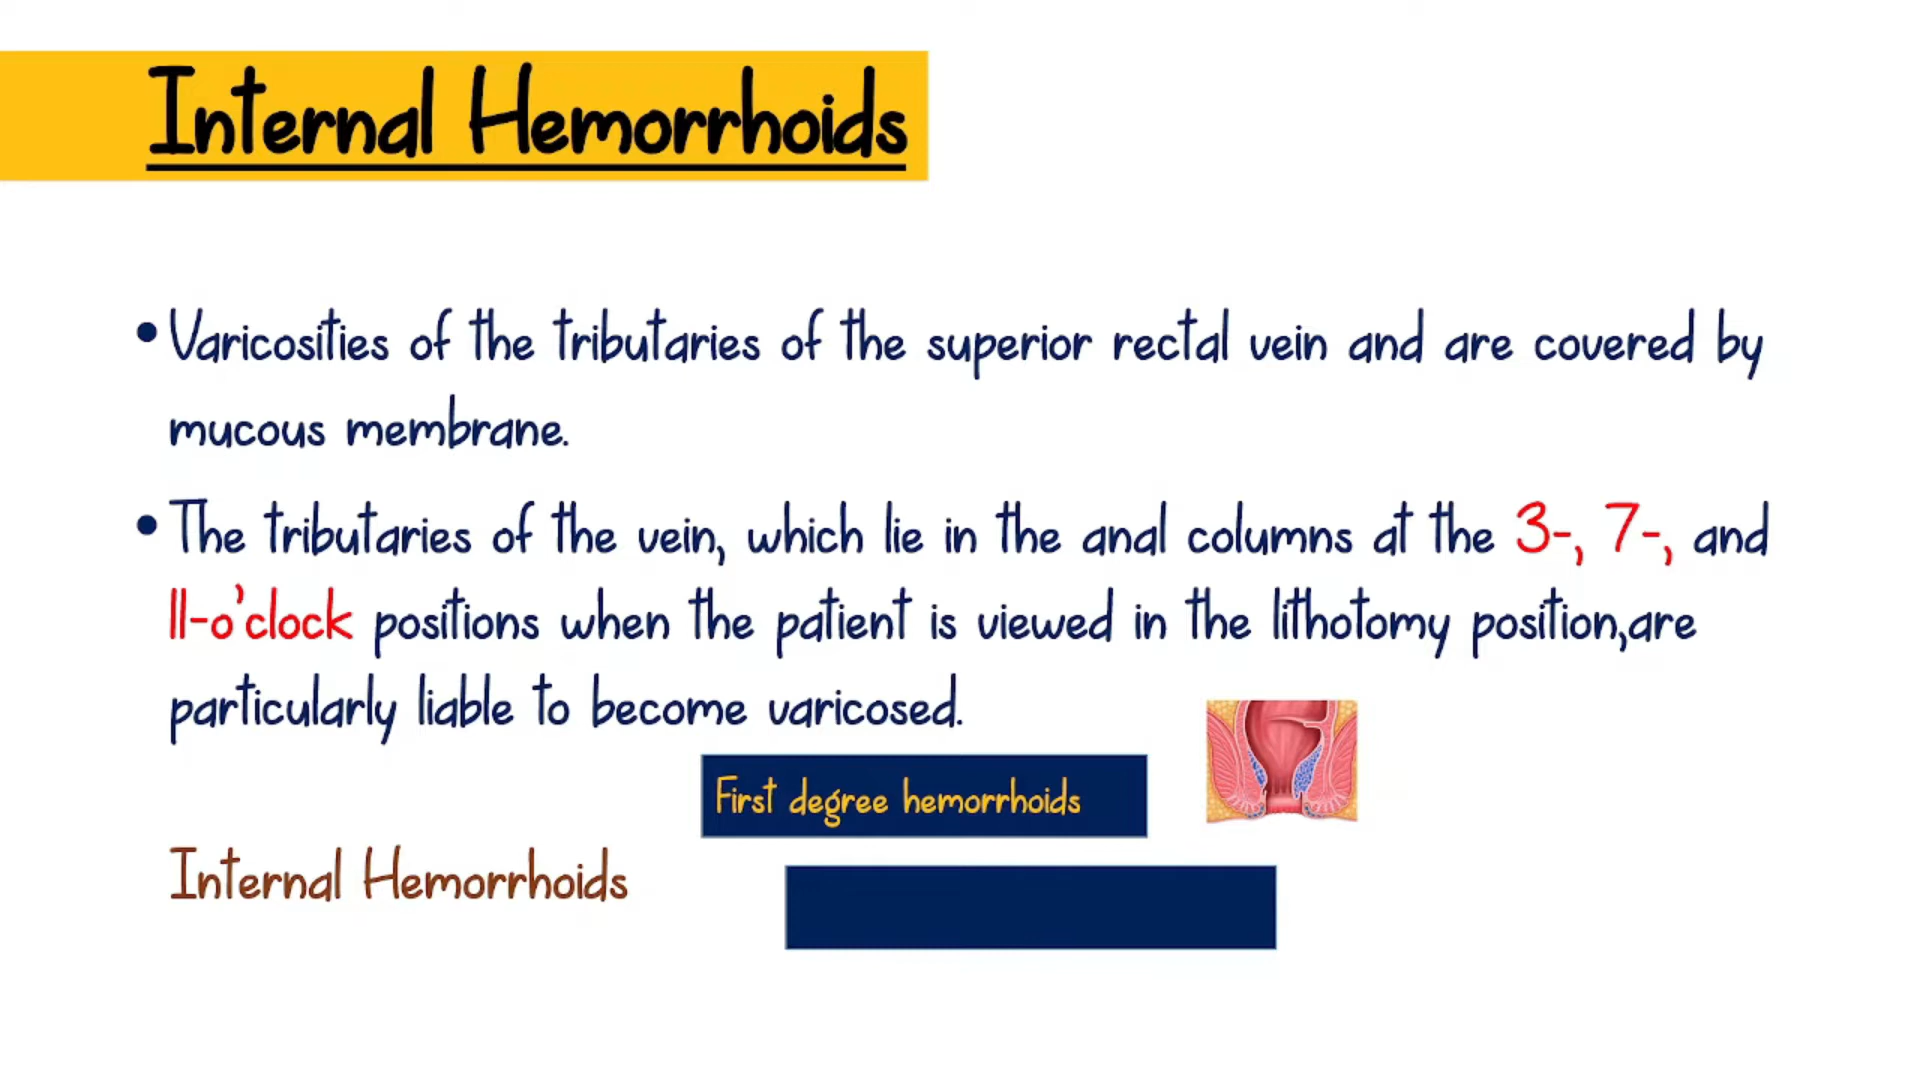 Internal Hemorrhoids
• Varicosities of the tributaries of the superior rectal vein and are covered by
mucous membrane.
• The tributaries of the vein, which lie in the anal columns at the 3-, 7-, and
11-o'clock positions when the patient is viewed in the lithotomy position,are
particularly liable to become varicosed.
First degree hemorrhoids
Internal Hemorrhoids